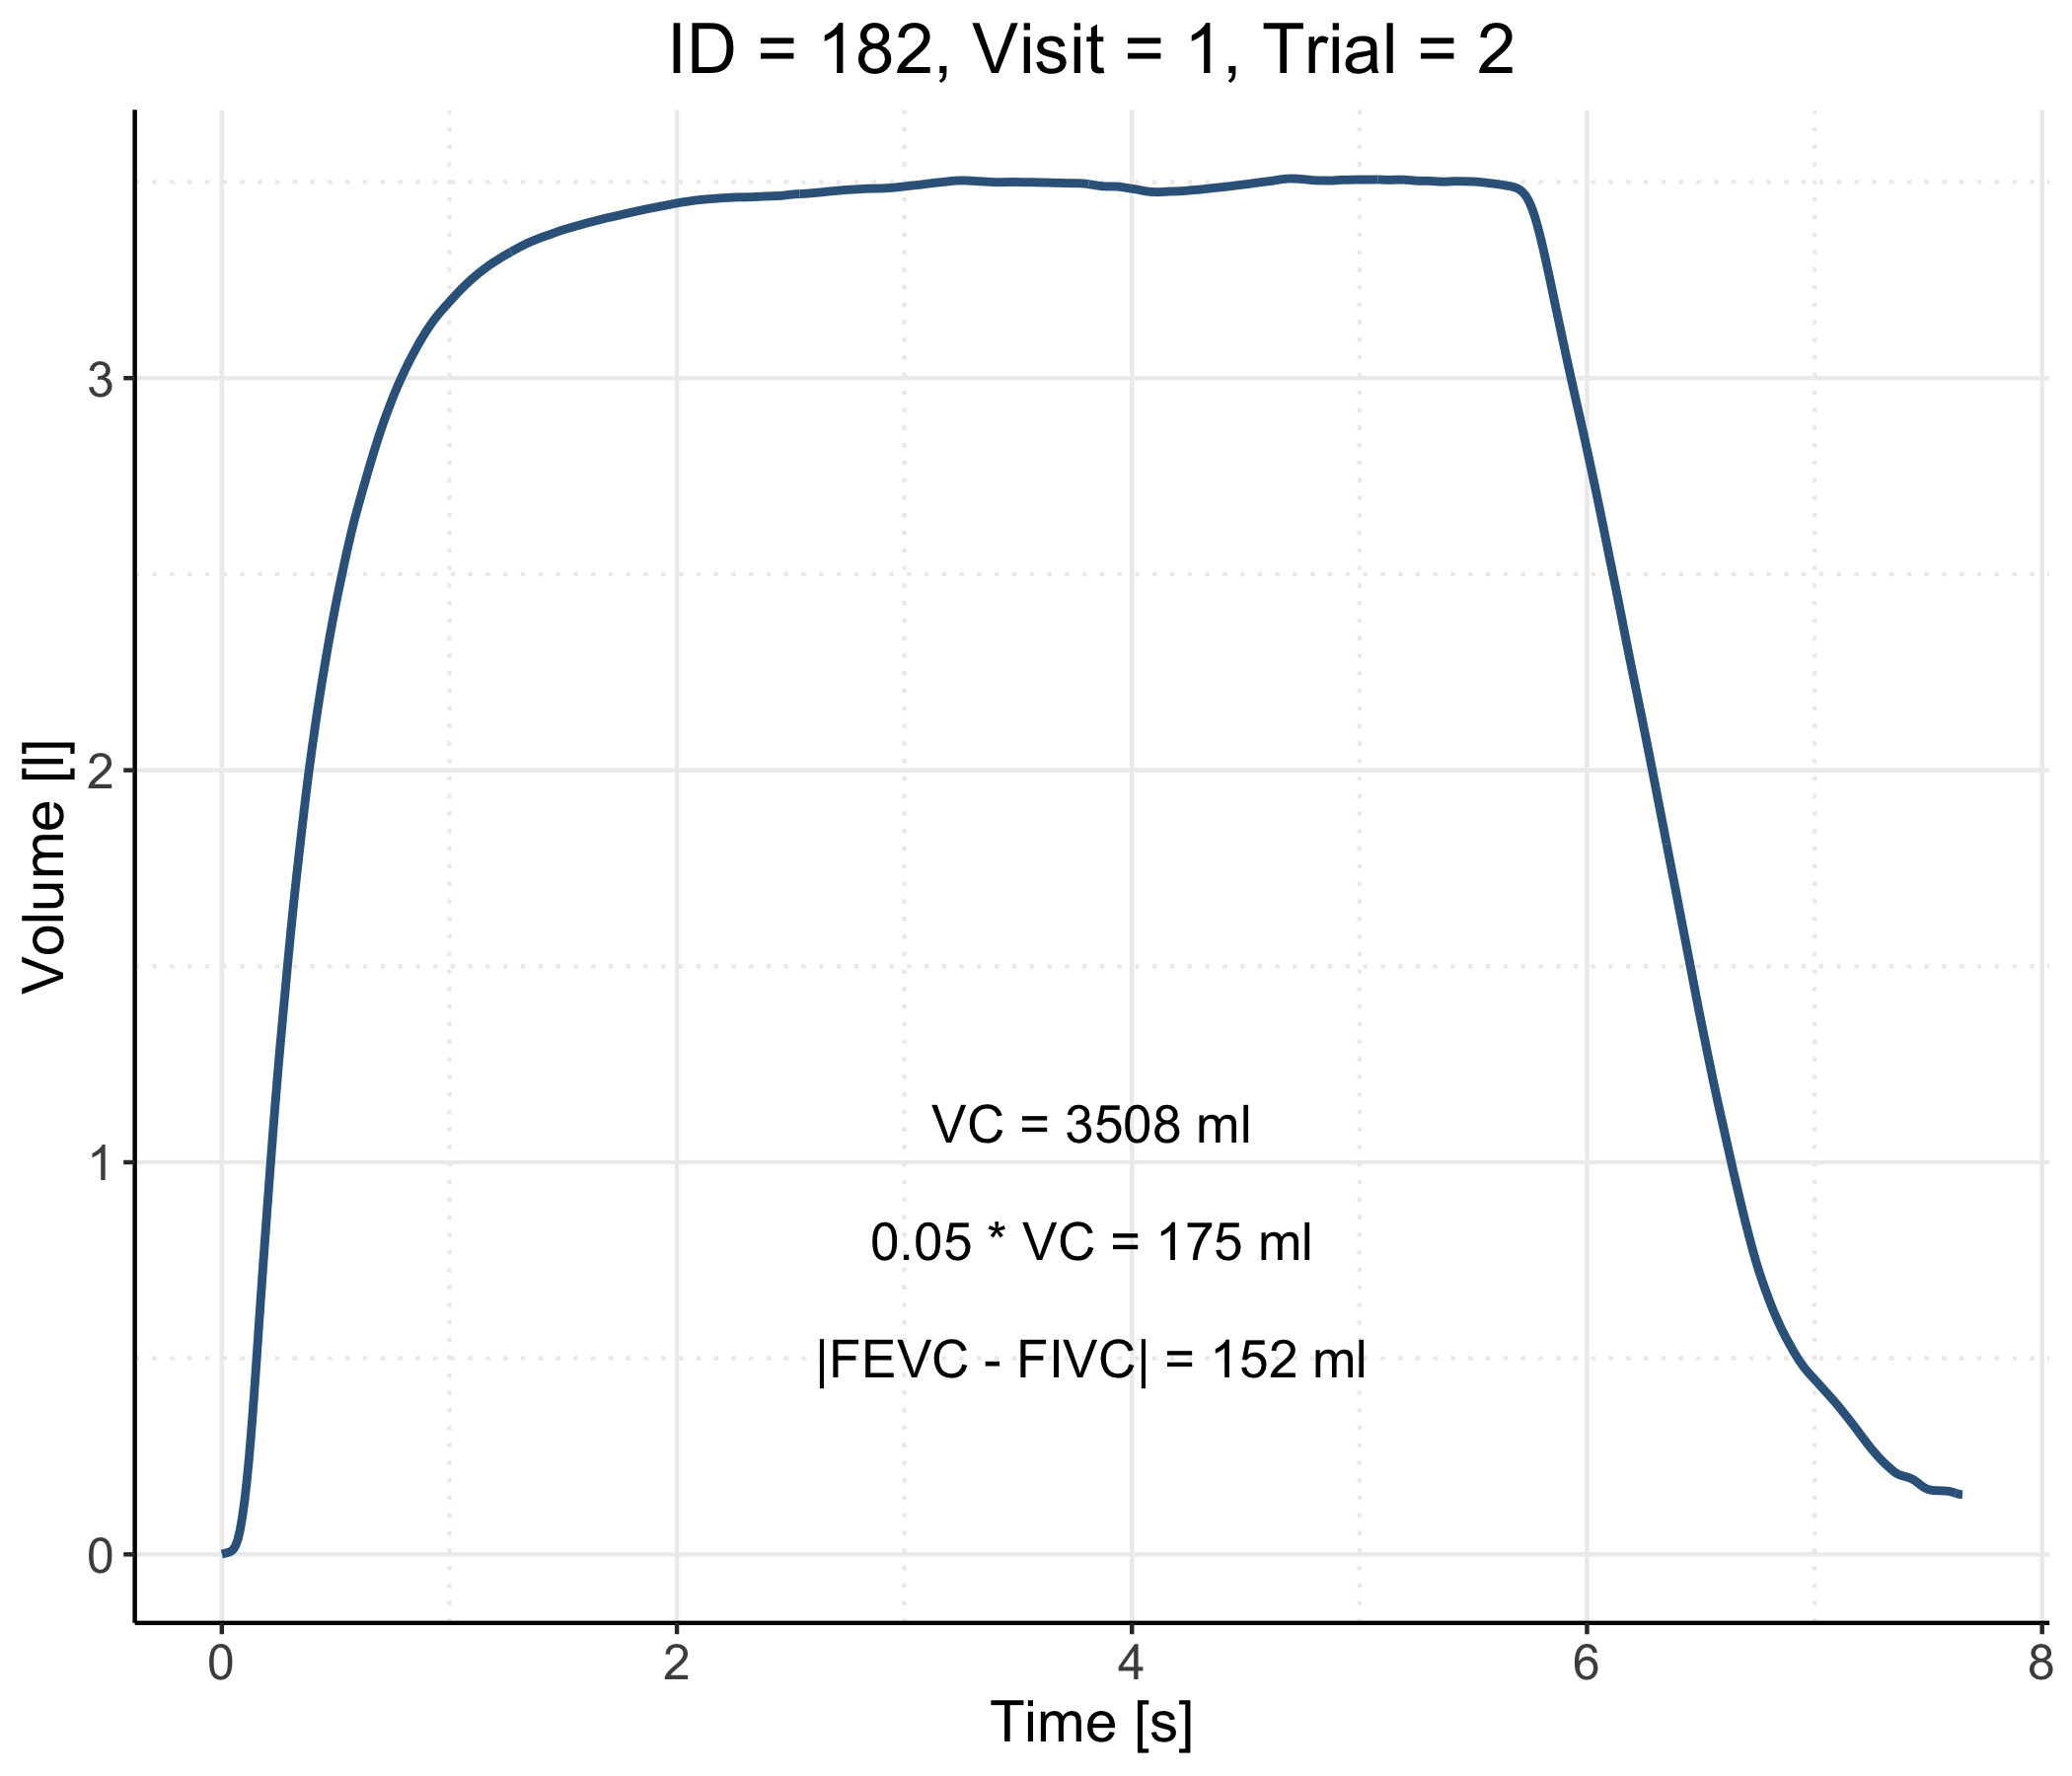 ID = 182, Visit = 1, Trial = 2
3
2
1
0
Volume [l]
VC = 3508 ml
0.05 * VC = 175 ml
|FEVC - FIVC| = 152 ml
0 2 4 6 8
Time [s]